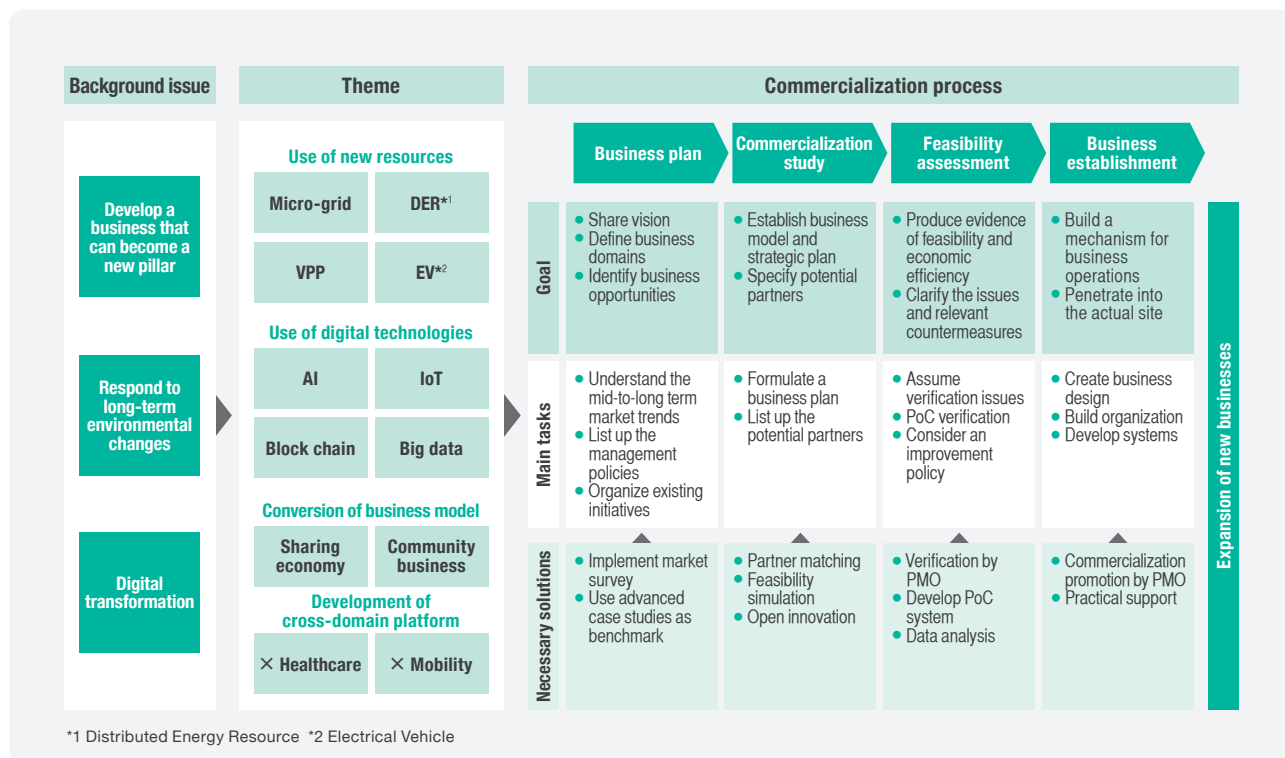 Background issue
Theme
Commercialization process
Develop a
business that
can become a
new pillar
Respond to
long-term
environmental
changes
Digital
transformation
Use of new resources
Micro-grid
DER*1
VPP
EV*2
Use of digital technologies
AI
IoT
Block chain
Big data
Conversion of business model
Sharing
economy
Community
business
Development of
cross-domain platform
× Healthcare
× Mobility
Business plan
Commercialization
study
Feasibility
assessment
Business
establishment
Goal
• Share vision
• Define business
domains
• Identify business
opportunities
• Establish business
model and
strategic plan
• Specify potential
partners
• Produce evidence
of feasibility and
economic
efficiency
• Clarify the issues
and relevant
countermeasures
• Build a
mechanism for
business
operations
• Penetrate into
the actual site
Main tasks
• Understand the
mid-to-long term
market trends
• List up the
management
policies
• Organize existing
initiatives
• Formulate a
business plan
• List up the
potential partners
• Assume
verification issues
• PoC verification
• Consider an
improvement
policy
• Create business
design
• Build organization
• Develop systems
Necessary solutions
• Implement market
survey
• Use advanced
case studies as
benchmark
• Partner matching
• Feasibility
simulation
• Open innovation
• Verification by
PMO
• Develop PoC
system
• Data analysis
• Commercialization
promotion by PMO
• Practical support
Expansion of new businesses
*1 Distributed Energy Resource *2 Electrical Vehicle